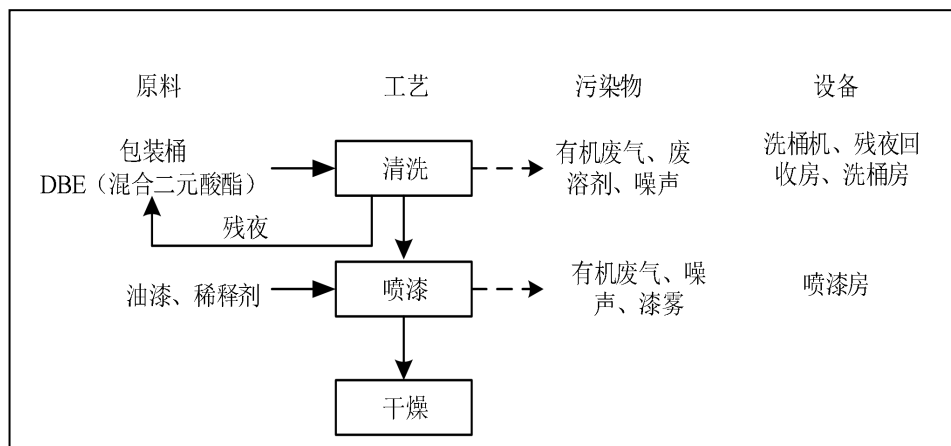 原料 工艺 污染物 设备
包装桶
DBE（混合二元酸酯）
清洗
有机废气、废
溶剂、噪声
洗桶机、残夜回
收房、洗桶房
残夜
油漆、稀释剂
喷漆
有机废气、噪
声、漆雾
喷漆房
干燥